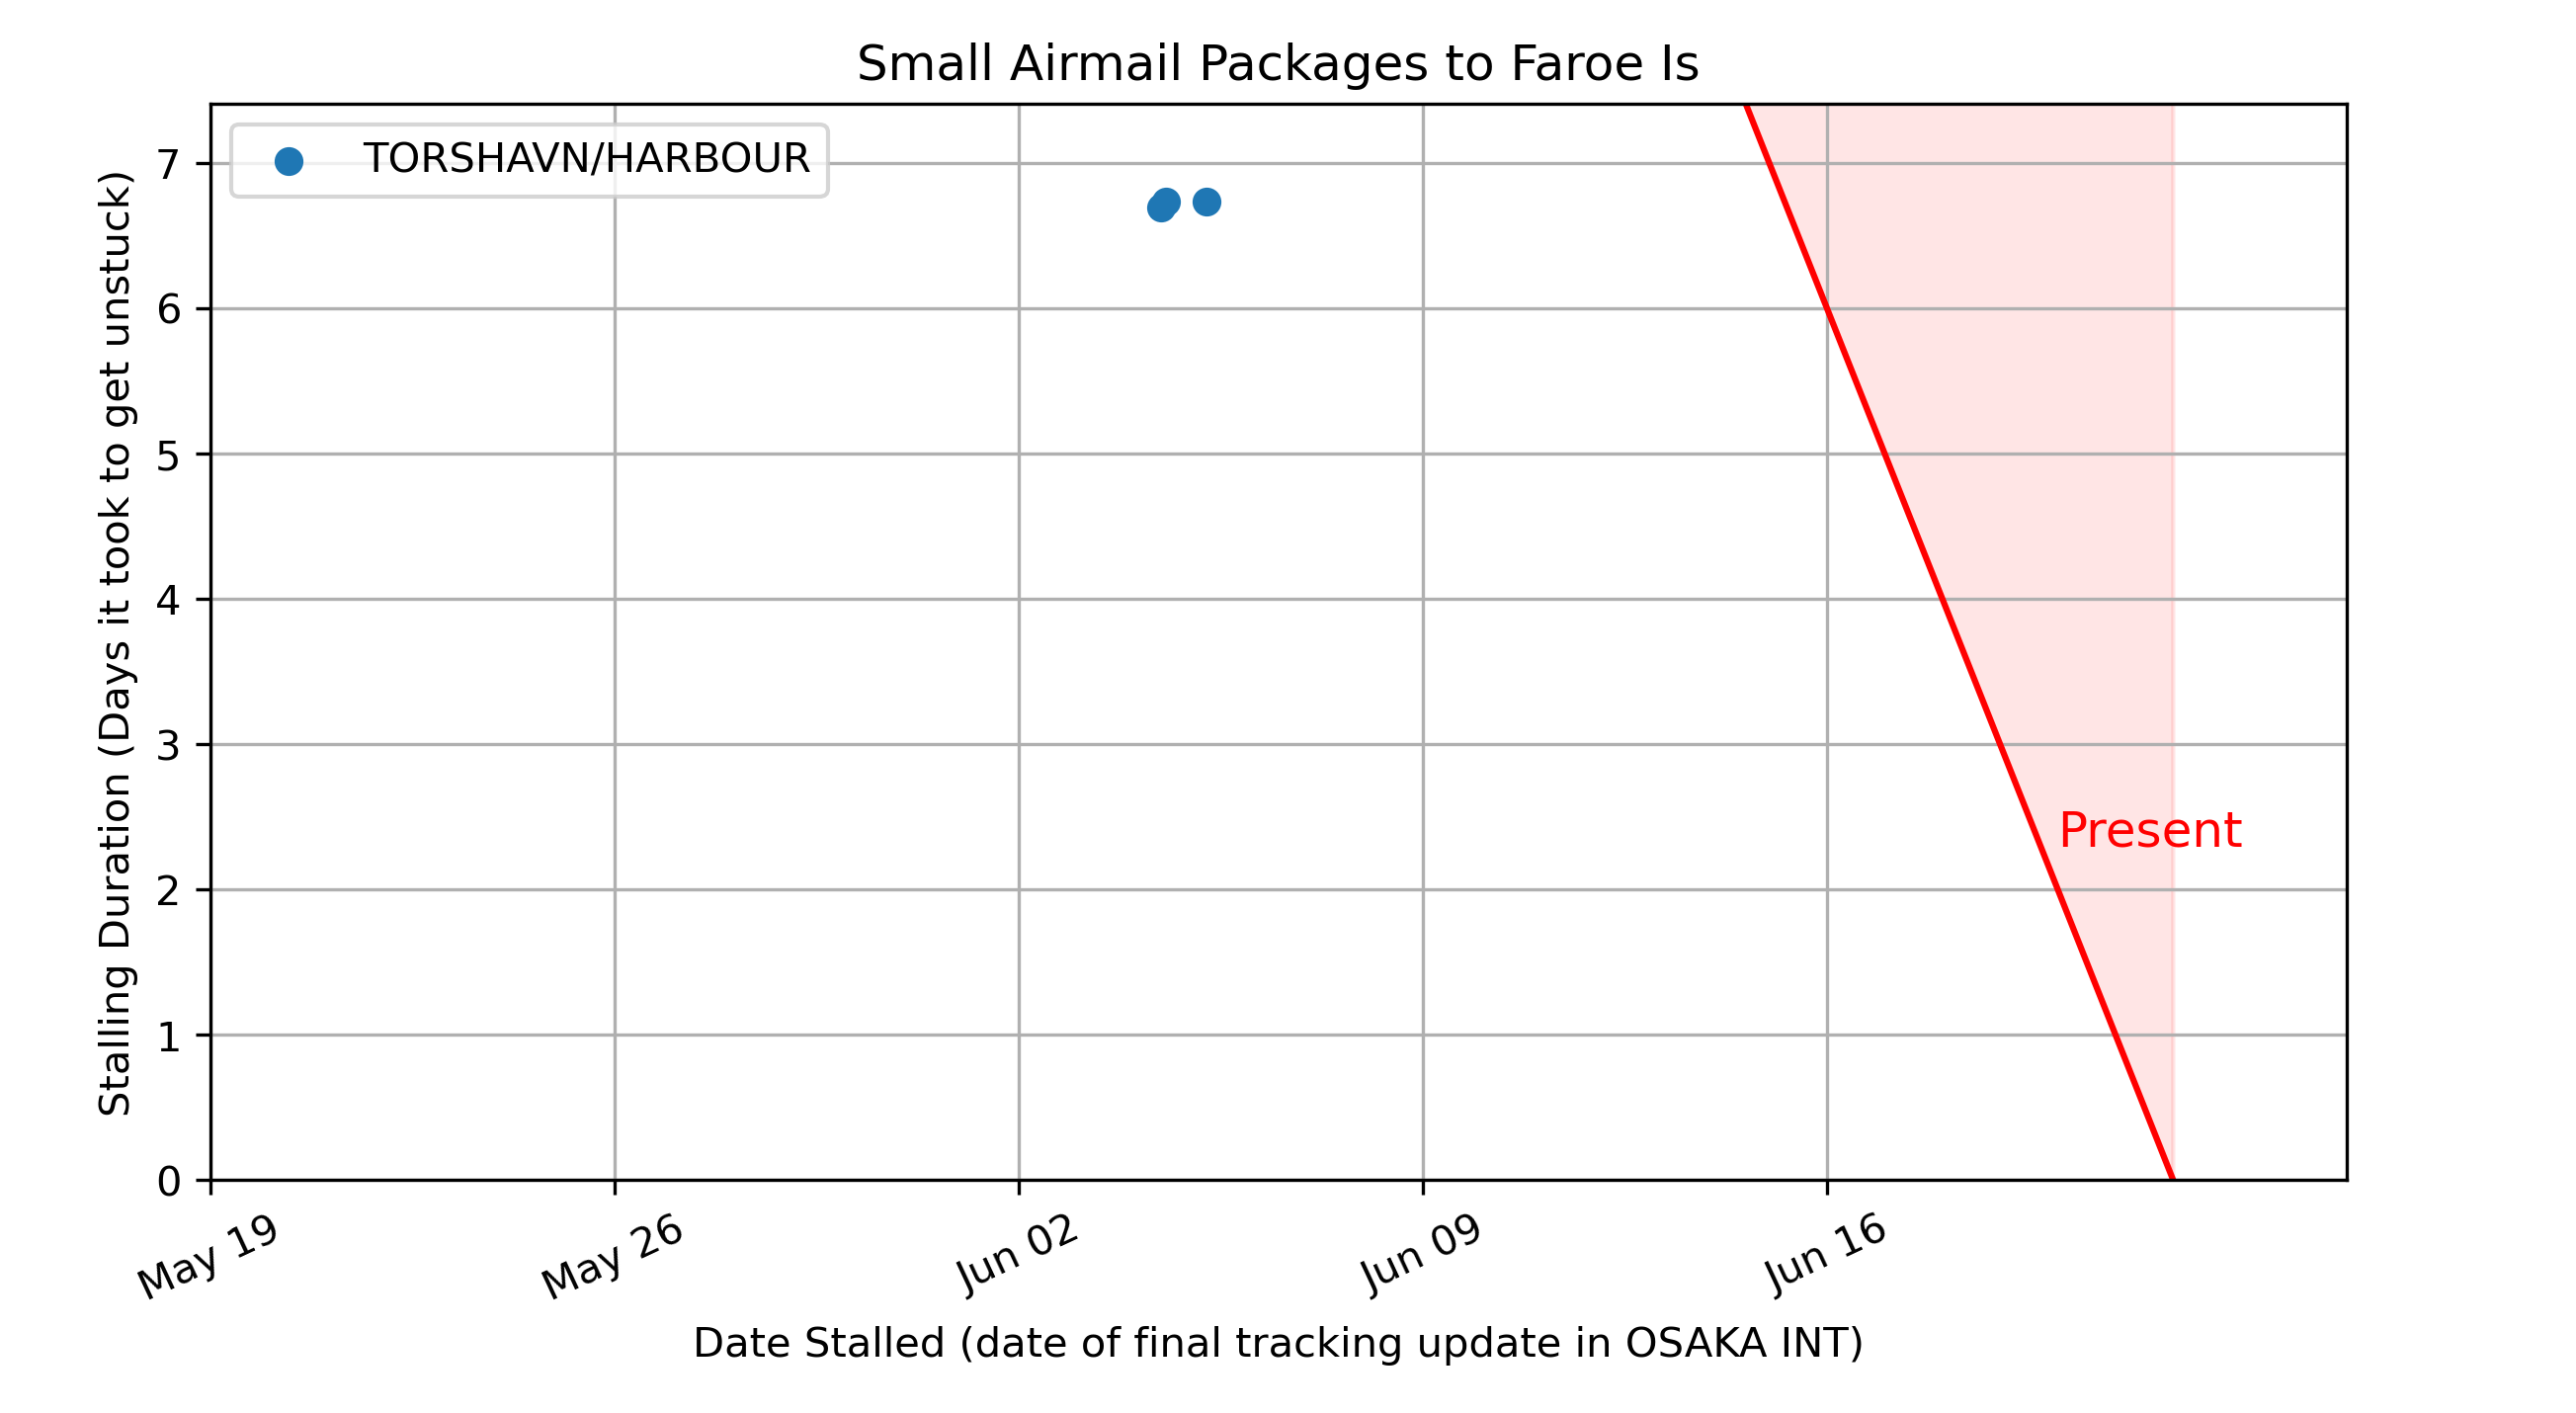 Small Airmail Packages to Faroe Is
TORSHAVN/HARBOUR
Stalling Duration (Days it took to get unstuck)
7
6
5
4
3
2
1
0
Present
May 19
May 26
Jun 02
Jun 09
Jun 16
Date Stalled (date of final tracking update in OSAKA INT)